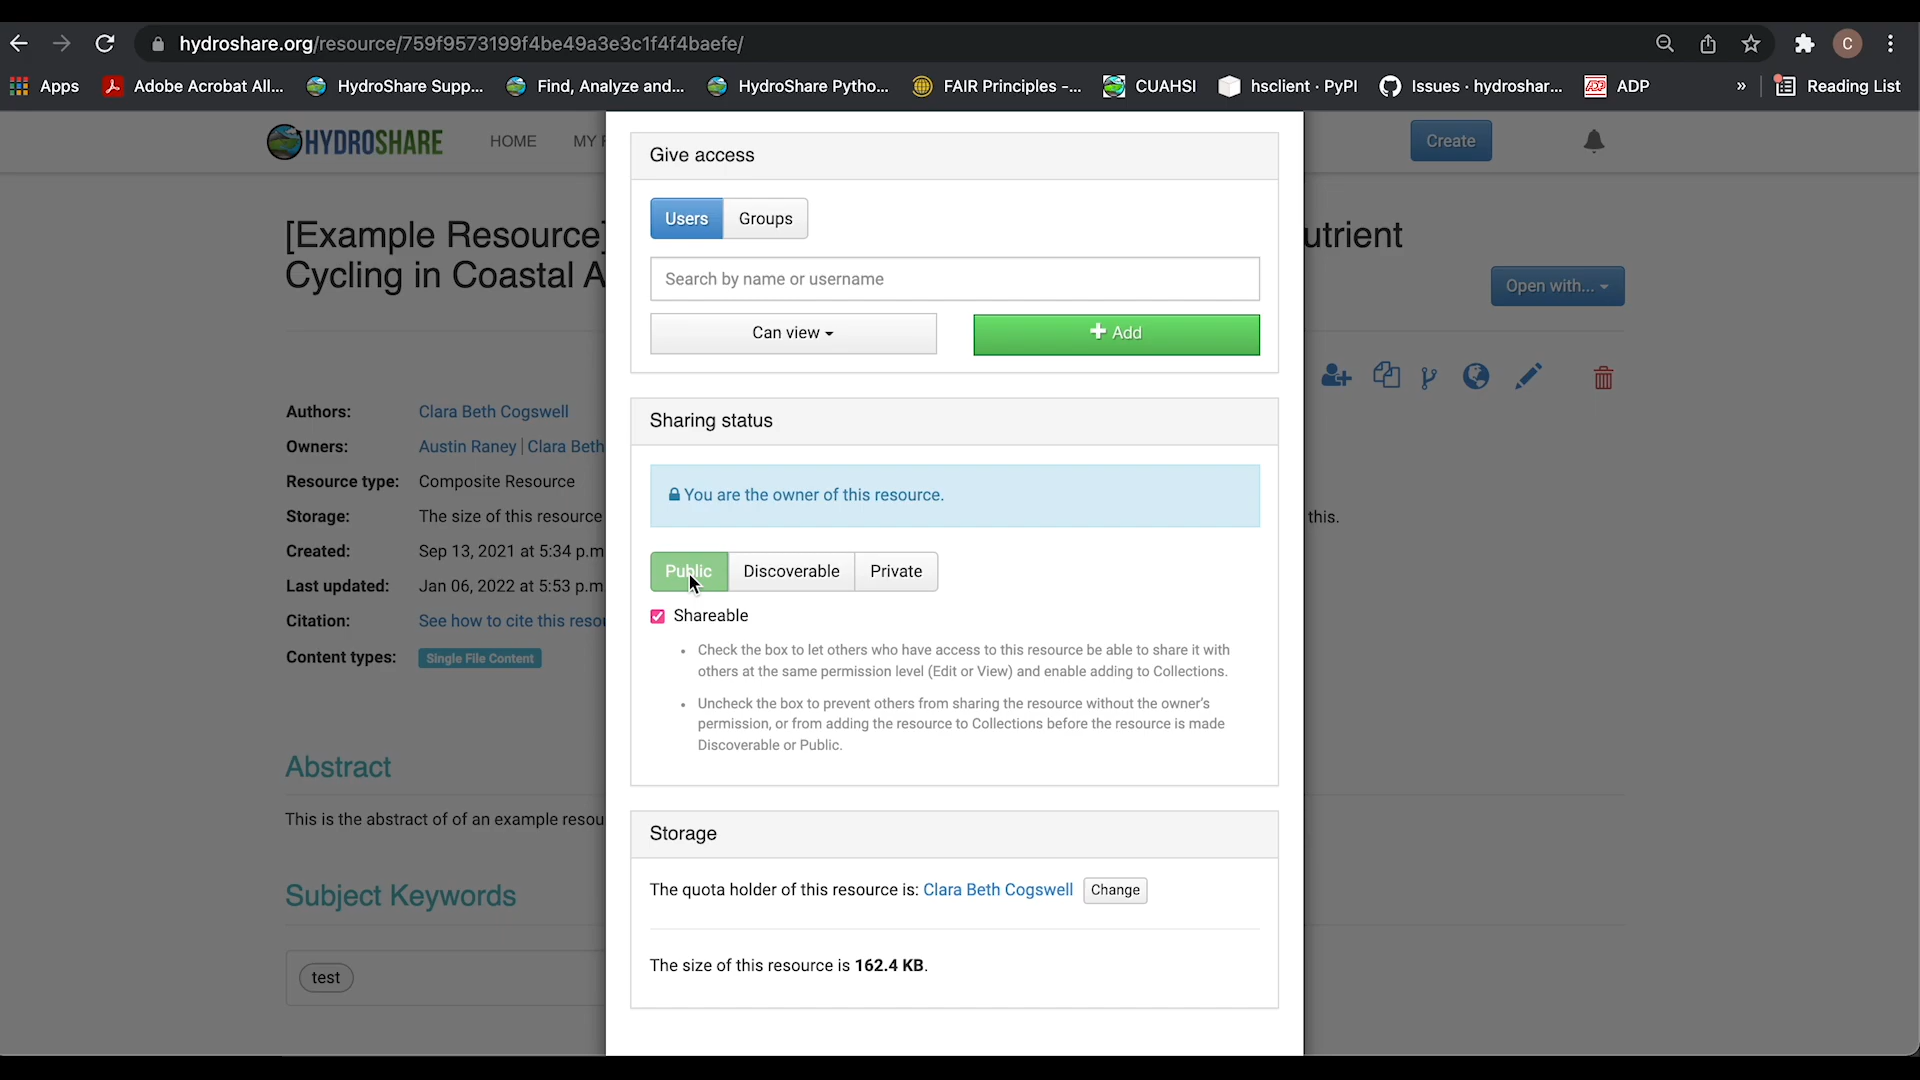 hydroshare.org/resource/759f9573199f4be49a3e3c1f4f4baefe/
C
Apps
Adobe Acrobat All...
HydroShare Supp...
Find, Analyze and...
HydroShare Pytho...
FAIR Principles -...
CUAHSI
hsclient · PyPI
Issues · hydroshar...
ADP
»
Reading List
HYDROSHARE
HOME
MY
Create
Give access
Users
Groups
Search by name or username
Can view
+ Add
[Example Resource]
utrient
Cycling in Coastal A
Open with...
Authors: Clara Beth Cogswell
Owners: Austin Raney | Clara Beth
Resource type: Composite Resource
Storage: The size of this resource
this.
Created: Sep 13, 2021 at 5:34 p.m
Last updated: Jan 06, 2022 at 5:53 p.m
Citation: See how to cite this reso
Content types: Single File Content
Abstract
This is the abstract of of an example resou
Subject Keywords
test
Sharing status
You are the owner of this resource.
Public
Discoverable
Private
Shareable
• Check the box to let others who have access to this resource be able to share it with
others at the same permission level (Edit or View) and enable adding to Collections.
• Uncheck the box to prevent others from sharing the resource without the owner's
permission, or from adding the resource to Collections before the resource is made
Discoverable or Public.
Storage
The quota holder of this resource is: Clara Beth Cogswell
Change
The size of this resource is 162.4 KB.